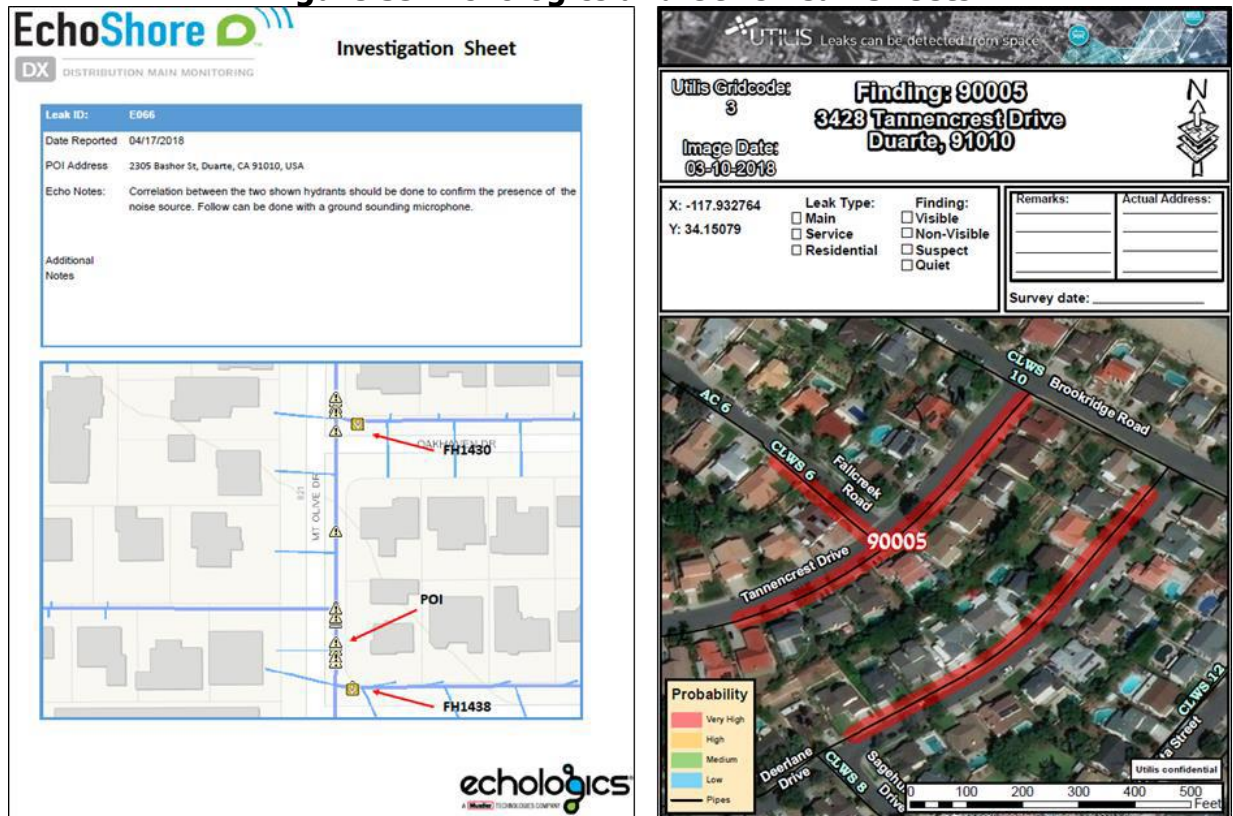 EchoShore
DX DISTRIBUTION MAIN MONITORING
Investigation Sheet
Leak ID: E066
Date Reported 04/17/2018
POI Address 2305 Bashor St, Duarte, CA 91010, USA
Echo Notes: Correlation between the two shown hydrants should be done to confirm the presence of the
noise source. Follow can be done with a ground sounding microphone.
Additional
Notes
OAKHAVEN DR
FH1430
821
MT OLIVE DR
POI
FH1438
echologics
A Mueller TECHNOLOGIES COMPANY
UTILIS Leaks can be detected from space
Utilis Gridcode:
3
Image Date:
03-10-2018
Finding: 90005
3428 Tannencrest Drive
Duarte, 91010
N
X: -117.932764
Y: 34.15079
Leak Type:
Main
Service
Residential
Finding:
Visible
Non-Visible
Suspect
Quiet
Remarks:
Actual Address:
Survey date:
CLWS
10
Brookridge Road
AC 6
CLWS 6
Fallcreek
Road
90005
Tannencrest Drive
CLWS 12
Street
Deerlane
Drive
CLWS 8
Drive
Probability
Very High
High
Medium
Low
Pipes
Utilis confidential
0 100 200 300 400 500
Feet